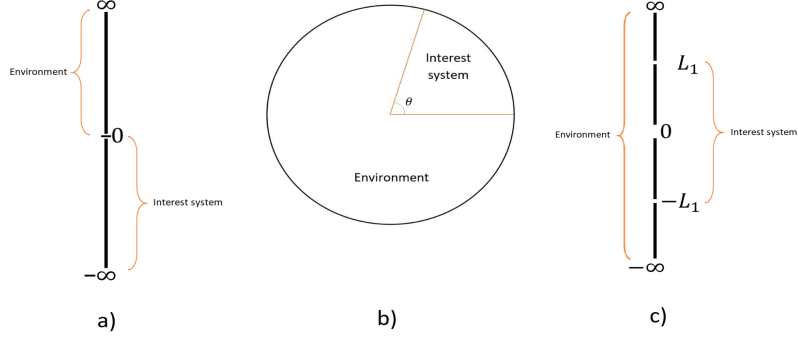 ∞
Environment
0
Interest system
−∞
a)
Interest
system
θ
Environment
b)
∞
L₁
Environment
0
Interest system
−L₁
−∞
c)